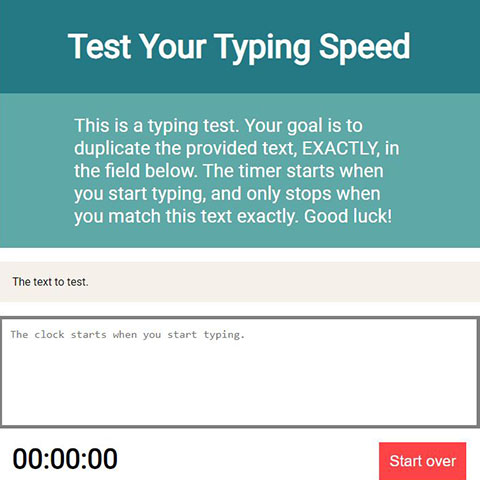 Test Your Typing Speed
This is a typing test. Your goal is to
duplicate the provided text, EXACTLY, in
the field below. The timer starts when
you start typing, and only stops when
you match this text exactly. Good luck!
The text to test.
The clock starts when you start typing.
00:00:00
Start over